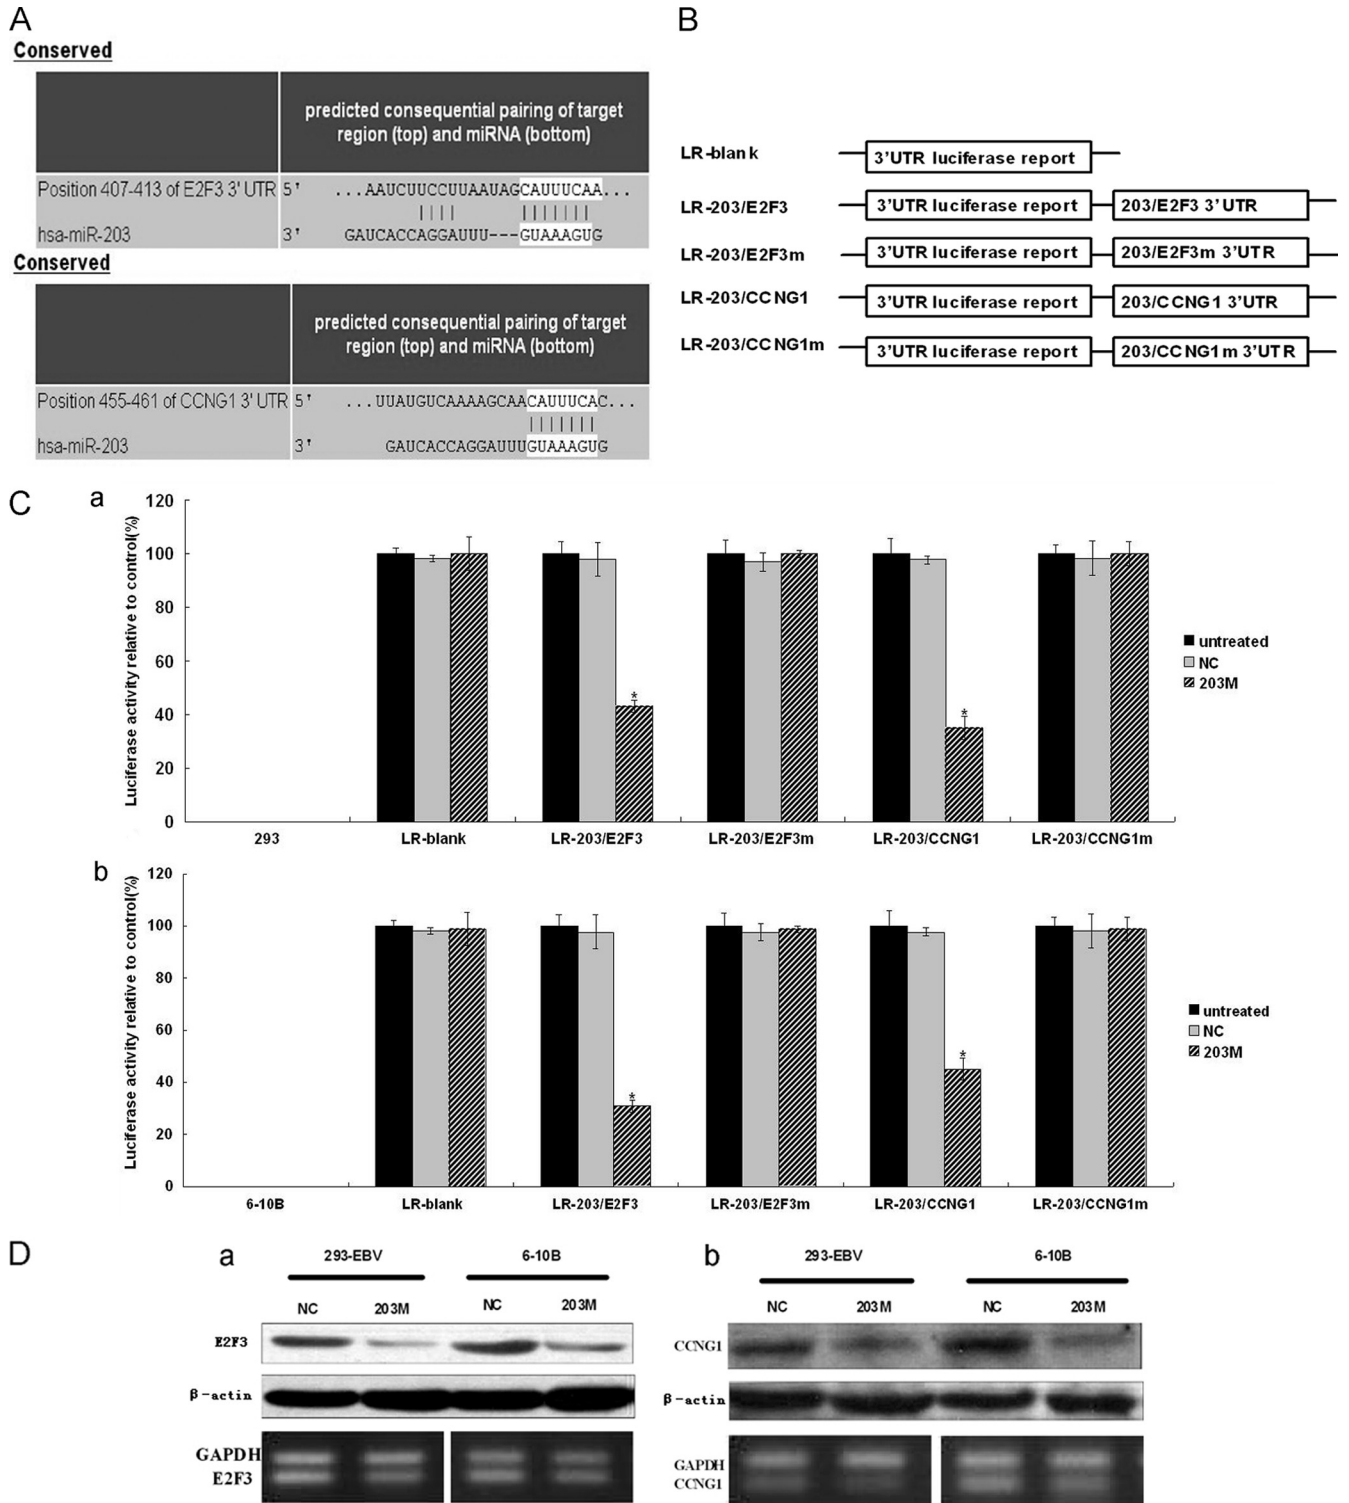 A
Conserved
predicted consequential pairing of target
region (top) and miRNA (bottom)
Position 407-413 of E2F3 3' UTR 5' ...AAUCUUCCUUAAUAGCAUUUCAA...
hsa-miR-203 3' GAUCACCAGGAUUU---GUAAAGUG
Conserved
predicted consequential pairing of target
region (top) and miRNA (bottom)
Position 455-461 of CCNG1 3' UTR 5' ...UUAUGUCAAAAGCAACAUUUCAC...
hsa-miR-203 3' GAUCACCAGGAUUUGUAAAGUG
B
LR-blank 3'UTR luciferase report
LR-203/E2F3 3'UTR luciferase report 203/E2F3 3'UTR
LR-203/E2F3m 3'UTR luciferase report 203/E2F3m 3'UTR
LR-203/CCNG1 3'UTR luciferase report 203/CCNG1 3'UTR
LR-203/CCNG1m 3'UTR luciferase report 203/CCNG1m 3'UTR
C
a
Luciferase activity relative to control(%)
120
100
80
60
40
20
0
* *
untreated
NC
203M
293 LR-blank LR-203/E2F3 LR-203/E2F3m LR-203/CCNG1 LR-203/CCNG1m
b
Luciferase activity relative to control(%)
120
100
80
60
40
20
0
* *
untreated
NC
203M
6-10B LR-blank LR-203/E2F3 LR-203/E2F3m LR-203/CCNG1 LR-203/CCNG1m
D
a
293-EBV 6-10B
NC 203M NC 203M
E2F3
β-actin
GAPDH
E2F3
b
293-EBV 6-10B
NC 203M NC 203M
CCNG1
β-actin
GAPDH
CCNG1